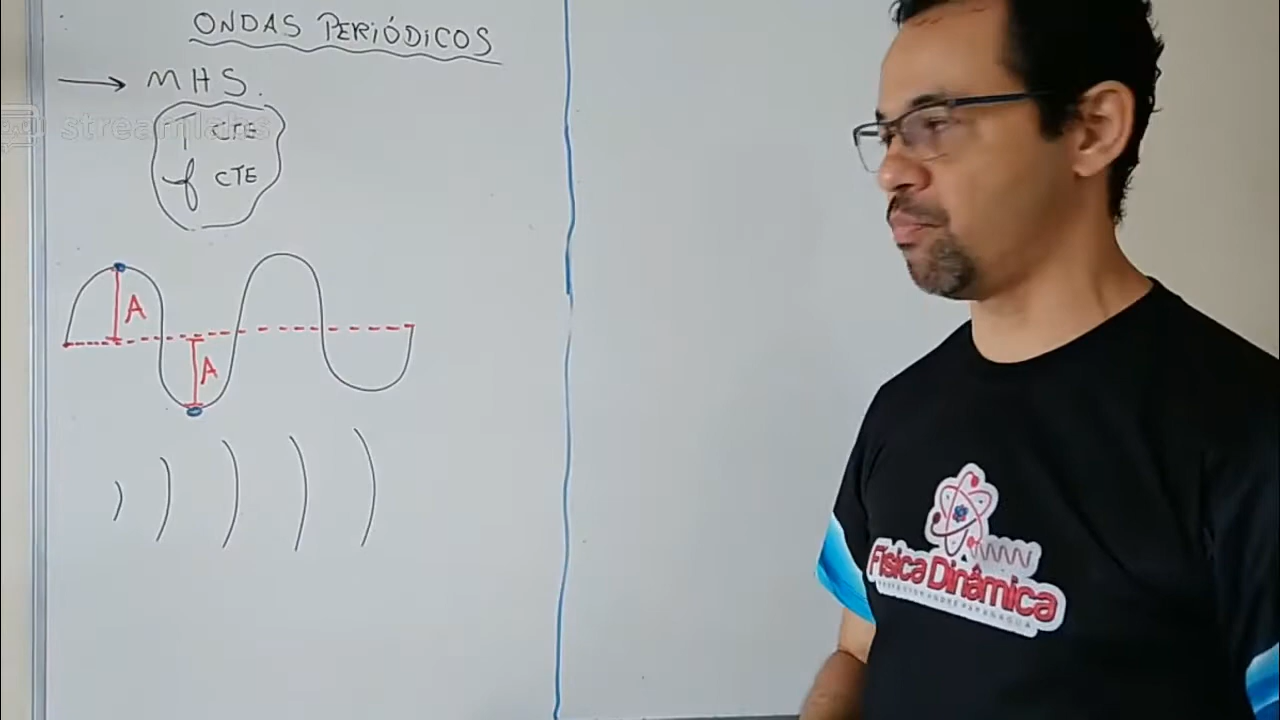 ONDAS PERIÓDICOS
→ MHS.
streamlabs
T CTE
f CTE
A
A
Física Dinâmica